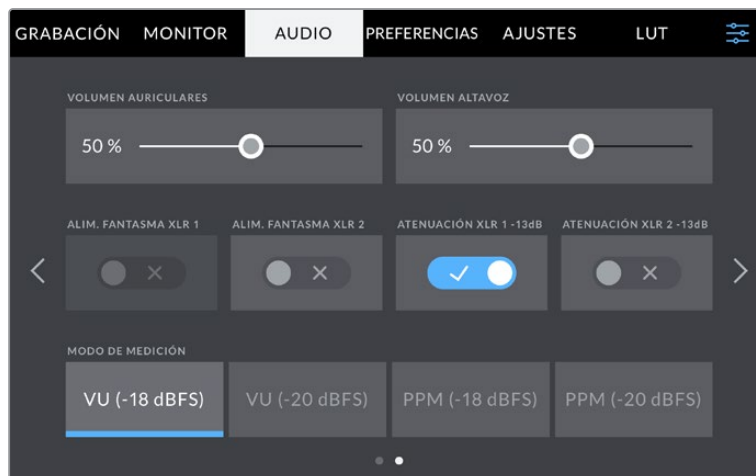 GRABACIÓN MONITOR AUDIO PREFERENCIAS AJUSTES LUT
VOLUMEN AURICULARES VOLUMEN ALTAVOZ
50 % 50 %
ALIM. FANTASMA XLR 1 ALIM. FANTASMA XLR 2 ATENUACIÓN XLR 1 -13dB ATENUACIÓN XLR 2 -13dB
MODO DE MEDICIÓN
VU (-18 dBFS) VU (-20 dBFS) PPM (-18 dBFS) PPM (-20 dBFS)